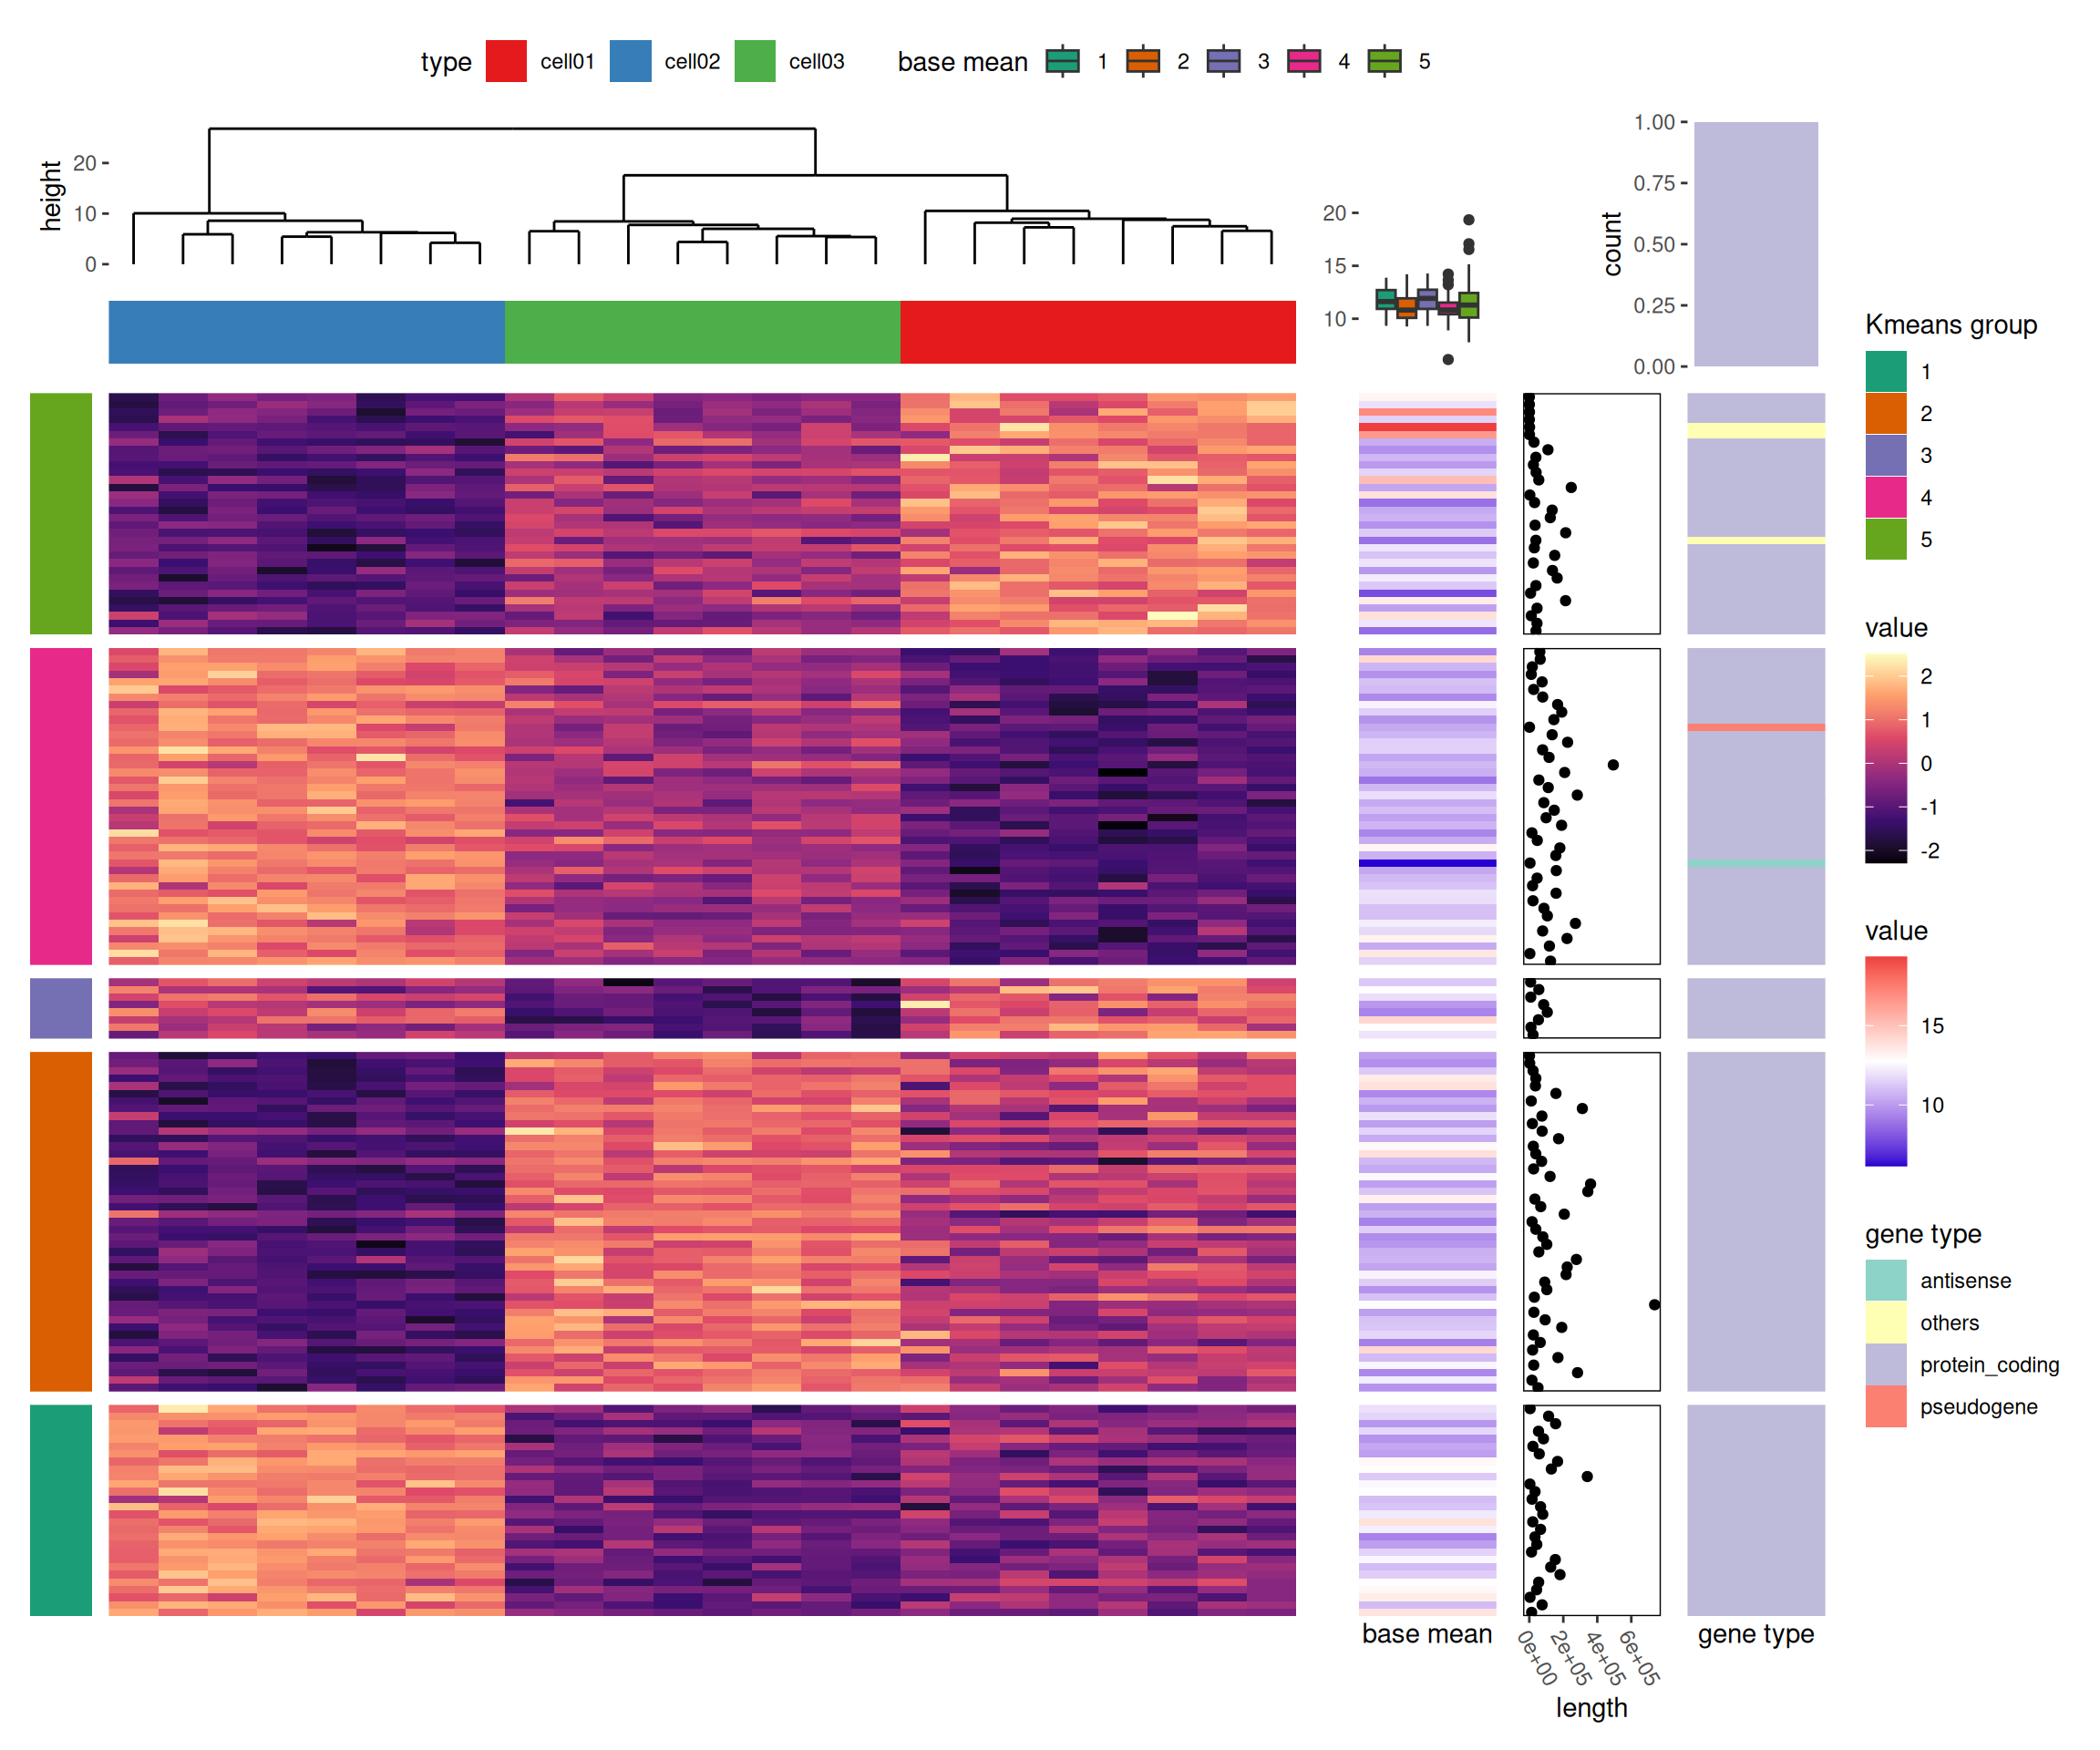 type cell01 cell02 cell03 base mean 1 2 3 4 5
height
20
10
0
20
15
10
count
1.00
0.75
0.50
0.25
0.00
Kmeans group
1
2
3
4
5
value
2
1
0
-1
-2
value
15
10
gene type
antisense
others
protein_coding
pseudogene
base mean
0e+00 2e+05 4e+05 6e+05
length
gene type